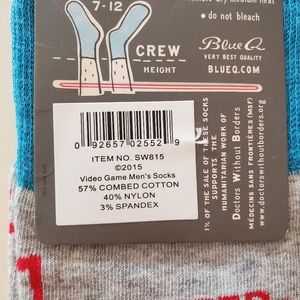 7-12
CREW
HEIGHT
• do not bleach
Blue Q
VERY BEST QUALITY
BLUEQ.COM
0 92657 02552 9
ITEM NO. SW815
©2015
Video Game Men's Socks
57% COMBED COTTON
40% NYLON
3% SPANDEX
1% OF THE SALE OF THESE SOCKS
SUPPORTS THE
HUMANITARIAN WORK OF
Doctors Without Borders
MÉDECINS SANS FRONTIÈRES (MSF)
www.doctorswithoutborders.org